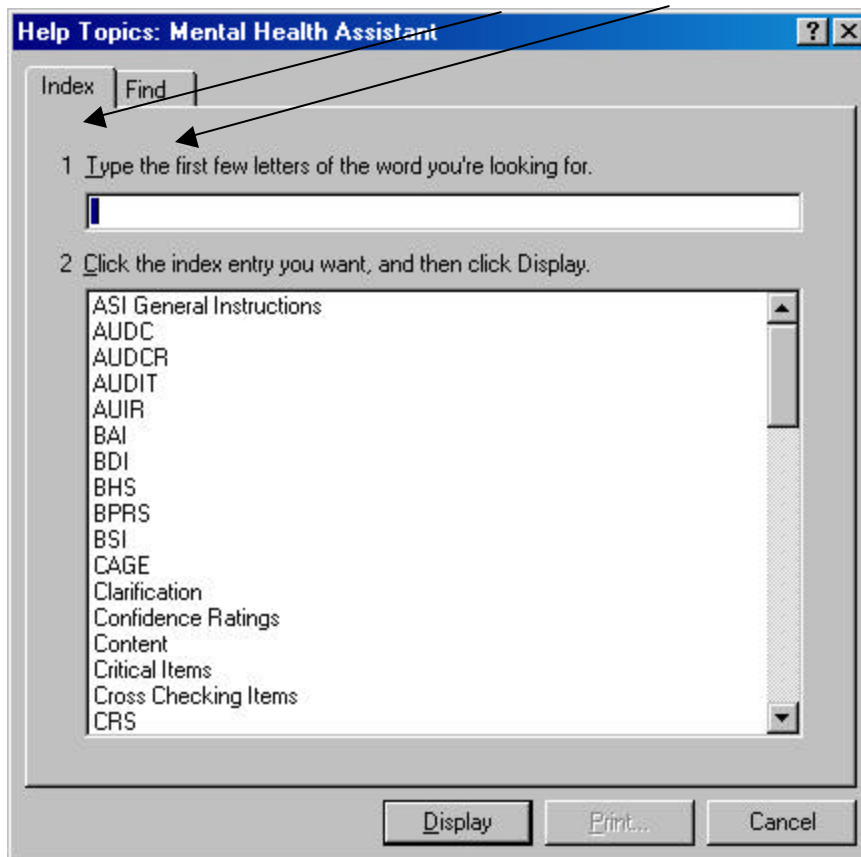 Help Topics: Mental Health Assistant
Index Find
1 Type the first few letters of the word you're looking for.
2 Click the index entry you want, and then click Display.
ASI General Instructions
AUDC
AUDCR
AUDIT
AUIR
BAI
BDI
BHS
BPRS
BSI
CAGE
Clarification
Confidence Ratings
Content
Critical Items
Cross Checking Items
CRS
Display Print... Cancel